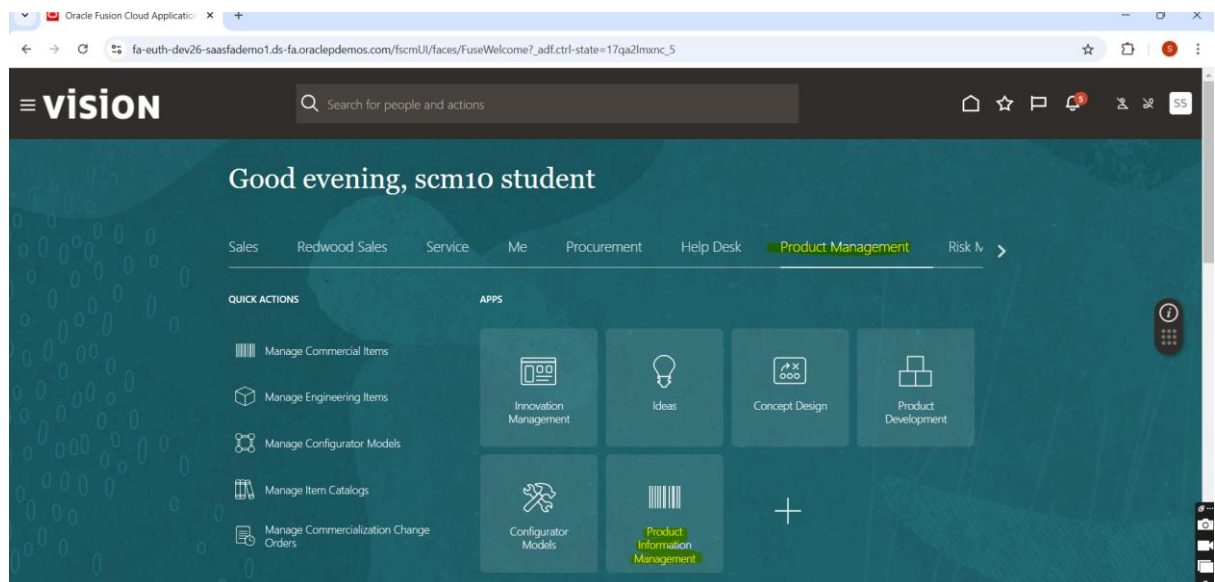 Oracle Fusion Cloud Applicatio
fa-euth-dev26-saasfademo1.ds-fa.oraclepdemos.com/fscmUI/faces/FuseWelcome?_adf.ctrl-state=17qa2lmxnc_5
S
vision
Search for people and actions
5
SS
Good evening, scm10 student
Sales Redwood Sales Service Me Procurement Help Desk Product Management Risk M
QUICK ACTIONS
APPS
Manage Commercial Items
Manage Engineering Items
Manage Configurator Models
Manage Item Catalogs
Manage Commercialization Change
Orders
Innovation
Management
Ideas
Concept Design
Product
Development
Configurator
Models
Product
Information
Management